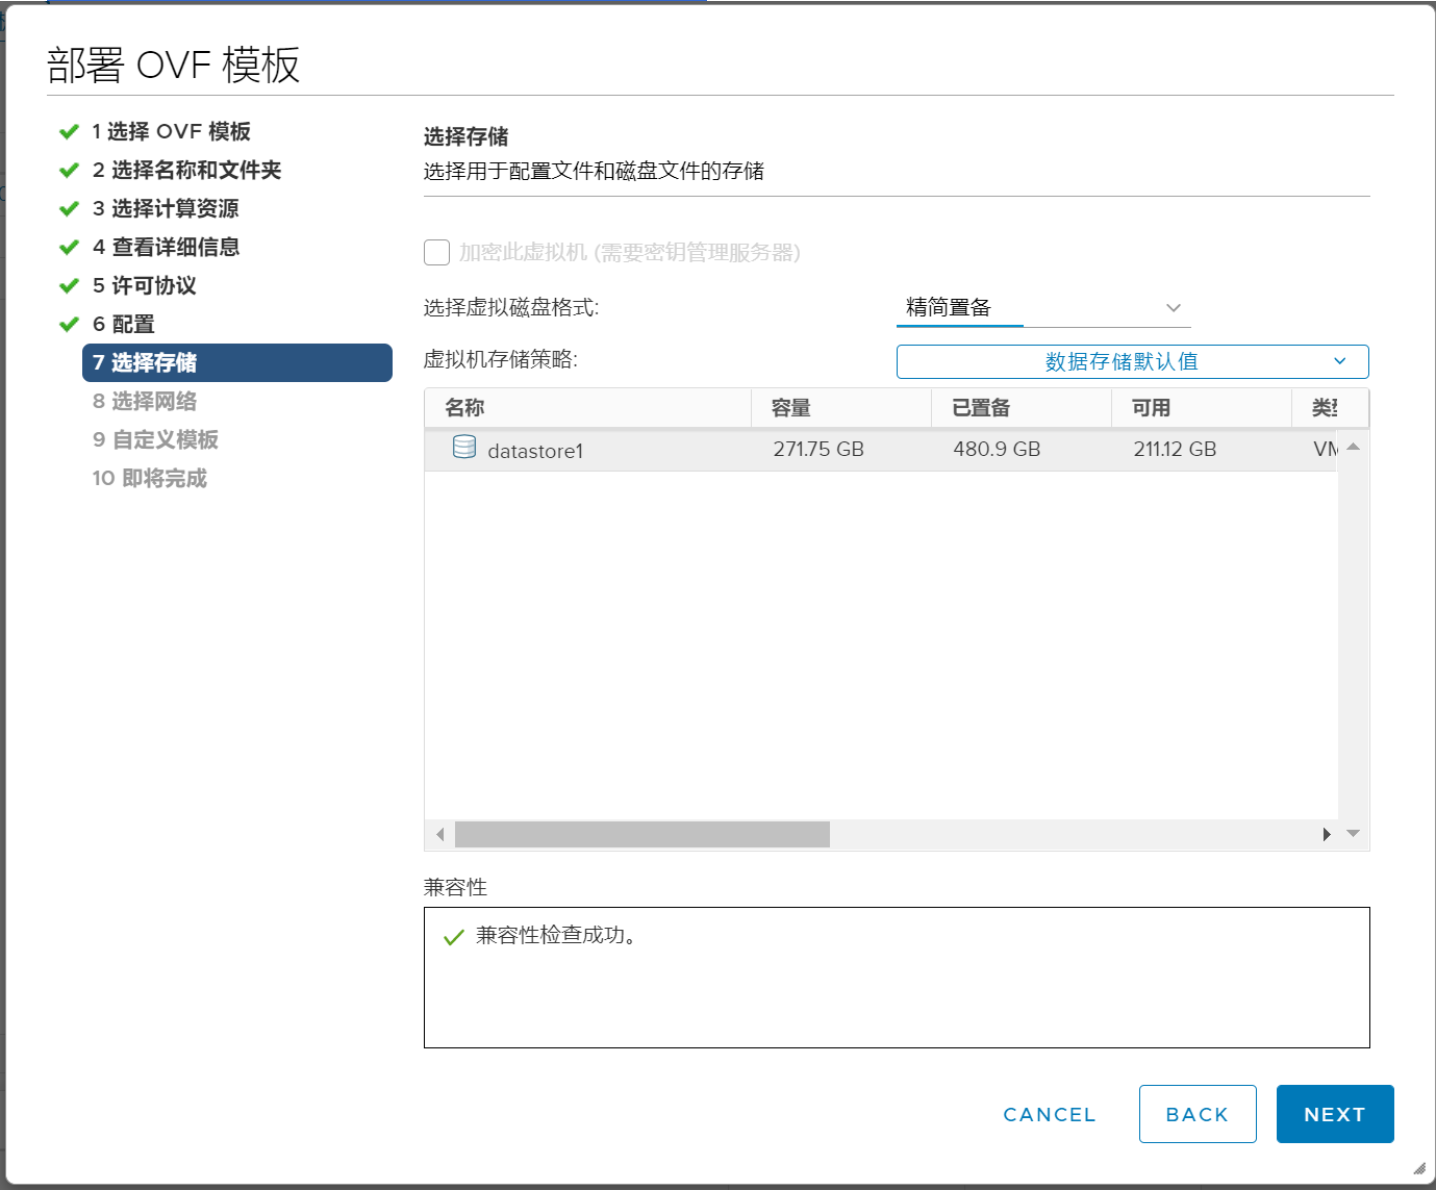 部署 OVF 模板
1 选择 OVF 模板
2 选择名称和文件夹
3 选择计算资源
4 查看详细信息
5 许可协议
6 配置
7 选择存储
8 选择网络
9 自定义模板
10 即将完成
选择存储
选择用于配置文件和磁盘文件的存储
加密此虚拟机 (需要密钥管理服务器)
选择虚拟磁盘格式: 精简置备
虚拟机存储策略: 数据存储默认值
名称 容量 已置备 可用 类型
datastore1 271.75 GB 480.9 GB 211.12 GB VM
兼容性
兼容性检查成功。
CANCEL BACK NEXT